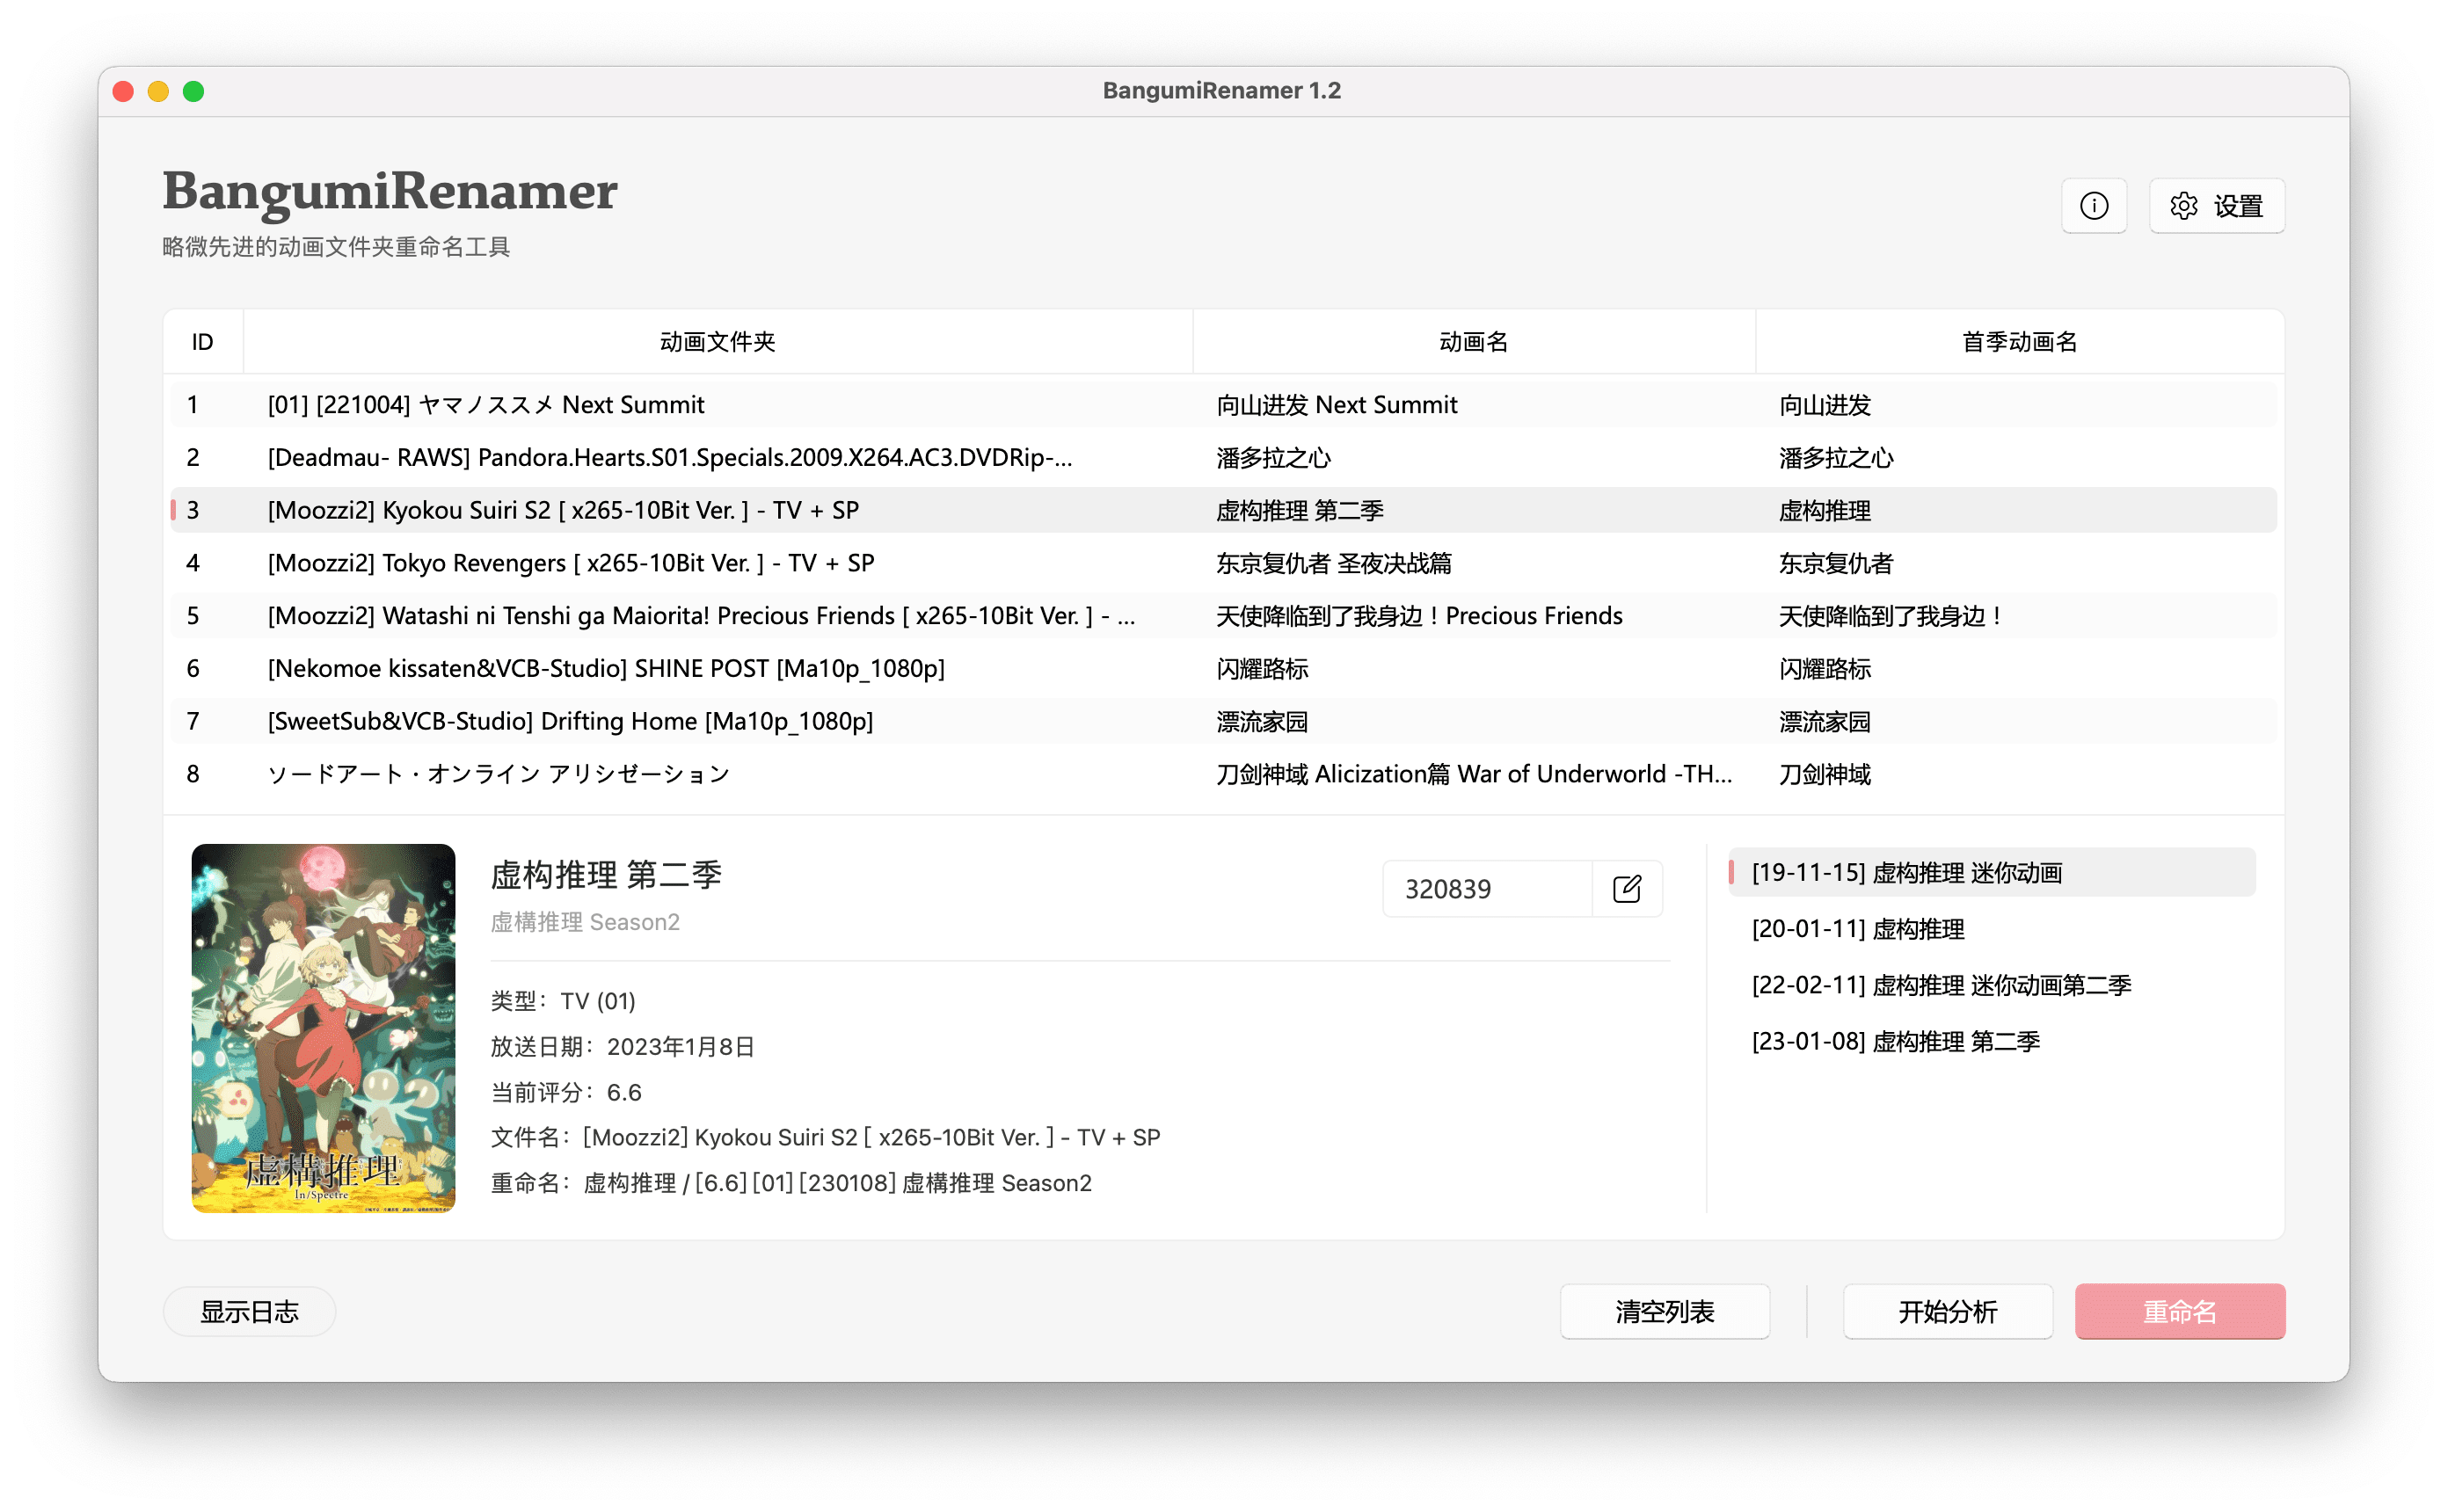 BangumiRenamer 1.2
BangumiRenamer
略微先进的动画文件夹重命名工具
设置
ID 动画文件夹 动画名 首季动画名
1 [01] [221004] ヤマノススメ Next Summit 向山进发 Next Summit 向山进发
2 [Deadmau- RAWS] Pandora.Hearts.S01.Specials.2009.X264.AC3.DVDRip-... 潘多拉之心 潘多拉之心
3 [Moozzi2] Kyokou Suiri S2 [ x265-10Bit Ver. ] - TV + SP 虚构推理 第二季 虚构推理
4 [Moozzi2] Tokyo Revengers [ x265-10Bit Ver. ] - TV + SP 东京复仇者 圣夜决战篇 东京复仇者
5 [Moozzi2] Watashi ni Tenshi ga Maiorita! Precious Friends [ x265-10Bit Ver. ] - ... 天使降临到了我身边！Precious Friends 天使降临到了我身边！
6 [Nekomoe kissaten&VCB-Studio] SHINE POST [Ma10p_1080p] 闪耀路标 闪耀路标
7 [SweetSub&VCB-Studio] Drifting Home [Ma10p_1080p] 漂流家园 漂流家园
8 ソードアート・オンライン アリシゼーション 刀剑神域 Alicization篇 War of Underworld -TH... 刀剑神域
虚構推理
In/Spectre
虚构推理 第二季
虚構推理 Season2
320839
类型： TV (01)
放送日期： 2023年1月8日
当前评分： 6.6
文件名： [Moozzi2] Kyokou Suiri S2 [ x265-10Bit Ver. ] - TV + SP
重命名： 虚构推理 / [6.6] [01] [230108] 虚構推理 Season2
[19-11-15] 虚构推理 迷你动画
[20-01-11] 虚构推理
[22-02-11] 虚构推理 迷你动画第二季
[23-01-08] 虚构推理 第二季
显示日志
清空列表
开始分析
重命名